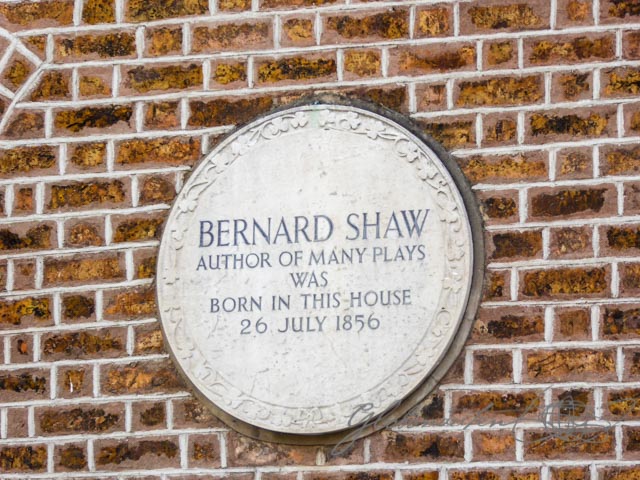 BERNARD SHAW
AUTHOR OF MANY PLAYS
WAS
BORN IN THIS HOUSE
26 JULY 1856